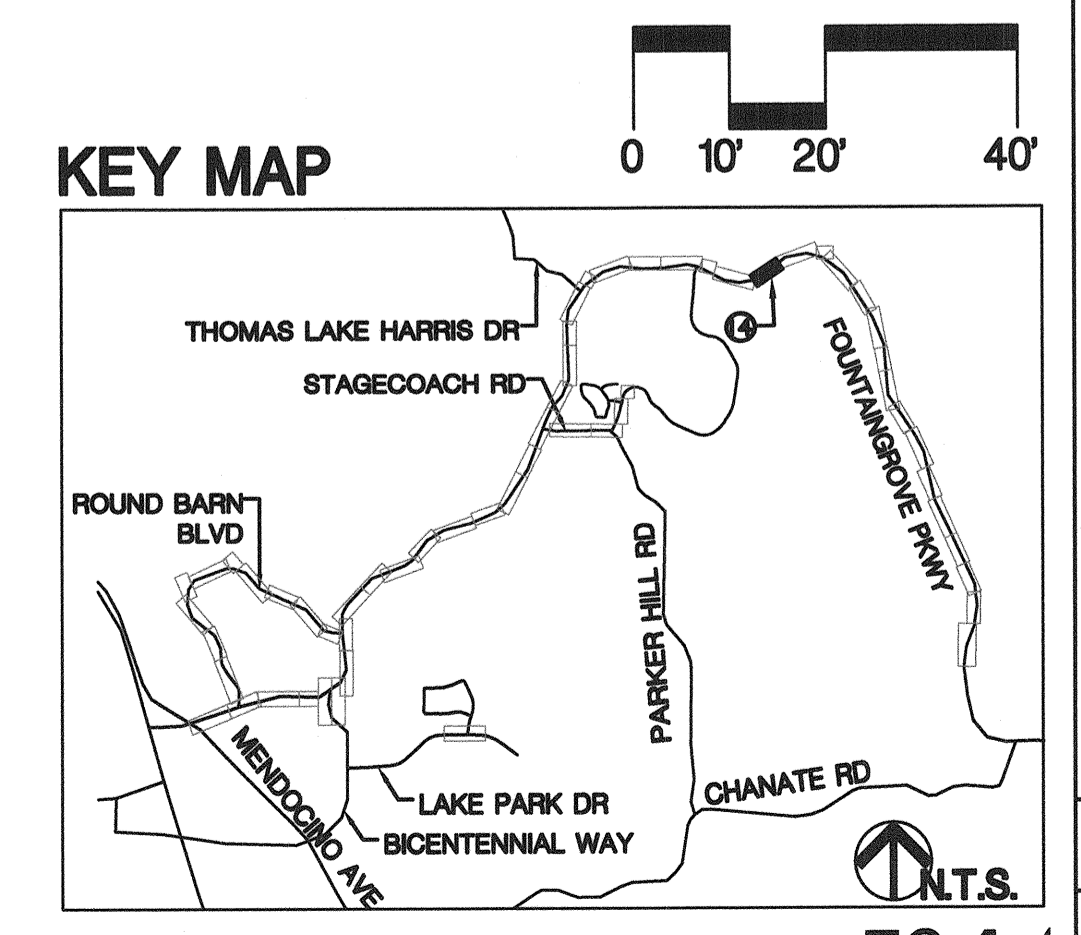 0 10' 20' 40'
KEY MAP
THOMAS LAKE HARRIS DR
14
STAGECOACH RD
FOUNTAINGROVE PKWY
ROUND BARN
BLVD
PARKER HILL RD
MENDOCINO AVE
CHANATE RD
LAKE PARK DR
BICENTENNIAL WAY
N.T.S.